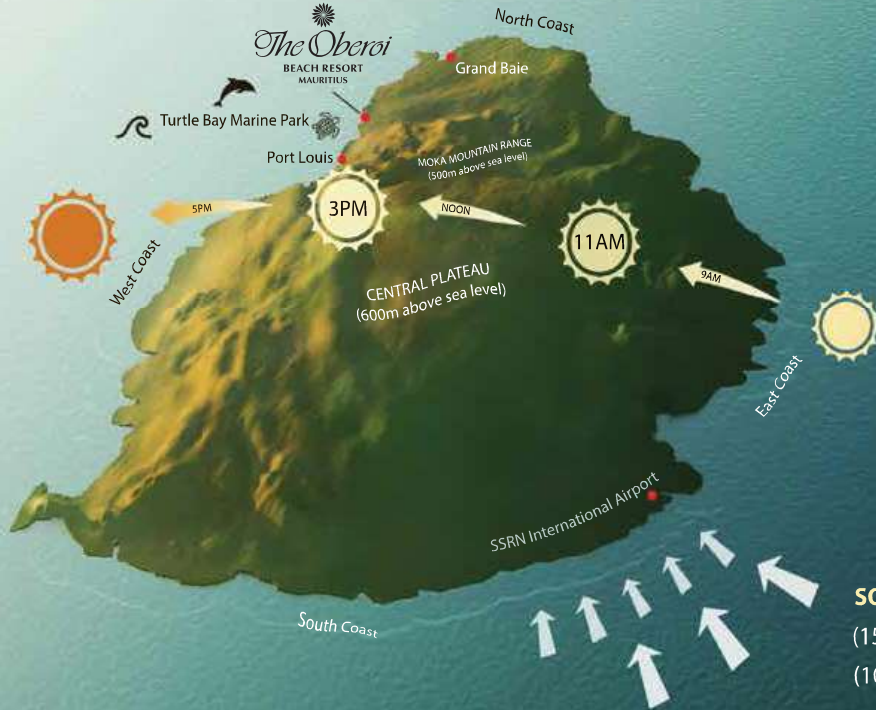 North Coast
The Oberoi
BEACH RESORT
MAURITIUS
Grand Baie
Turtle Bay Marine Park
Port Louis
MOKA MOUNTAIN RANGE
(500m above sea level)
5PM
3PM
NOON
11AM
9AM
West Coast
CENTRAL PLATEAU
(600m above sea level)
East Coast
SSRN International Airport
South Coast
(15